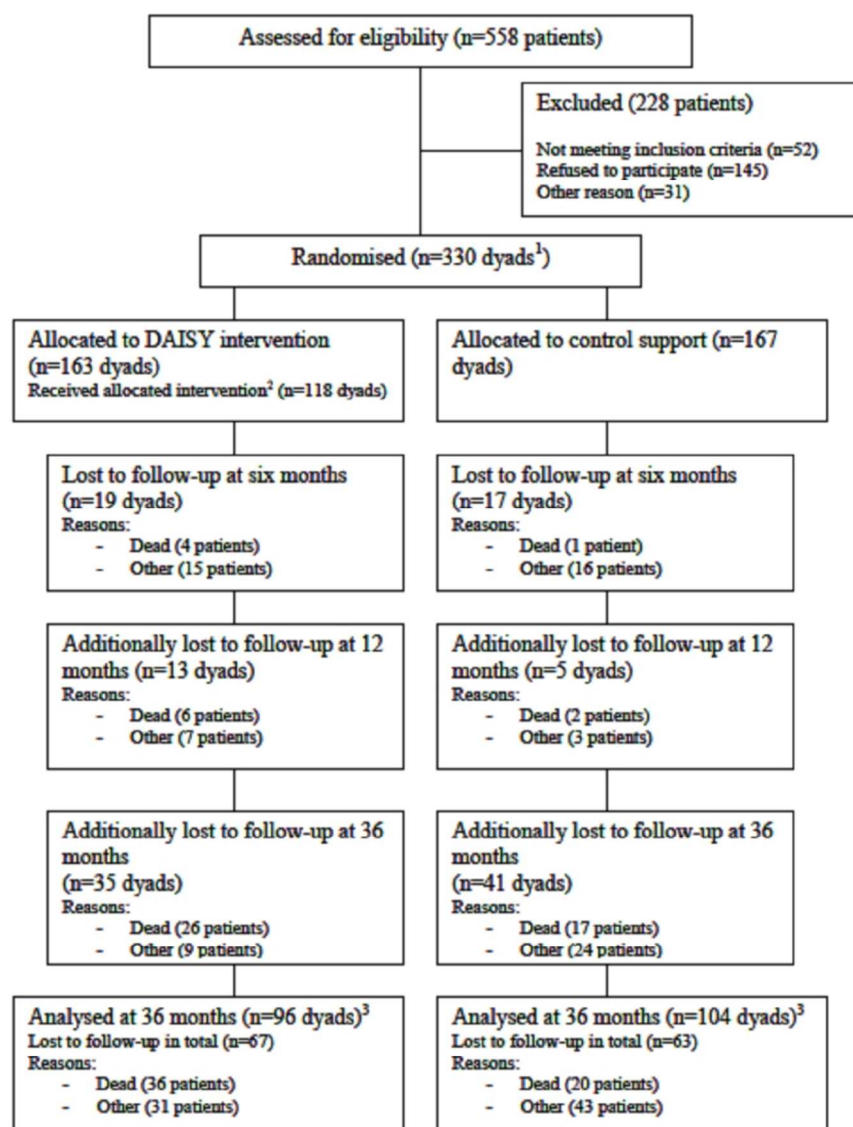 Assessed for eligibility (n=558 patients)
Excluded (228 patients)
Not meeting inclusion criteria (n=52)
Refused to participate (n=145)
Other reason (n=31)
Randomised (n=330 dyads¹)
Allocated to DAISY intervention
(n=163 dyads)
Received allocated intervention² (n=118 dyads)
Allocated to control support (n=167
dyads)
Lost to follow-up at six months
(n=19 dyads)
Reasons:
- Dead (4 patients)
- Other (15 patients)
Lost to follow-up at six months
(n=17 dyads)
Reasons:
- Dead (1 patient)
- Other (16 patients)
Additionally lost to follow-up at 12
months (n=13 dyads)
Reasons:
- Dead (6 patients)
- Other (7 patients)
Additionally lost to follow-up at 12
months (n=5 dyads)
Reasons:
- Dead (2 patients)
- Other (3 patients)
Additionally lost to follow-up at 36
months
(n=35 dyads)
Reasons:
- Dead (26 patients)
- Other (9 patients)
Additionally lost to follow-up at 36
months
(n=41 dyads)
Reasons:
- Dead (17 patients)
- Other (24 patients)
Analysed at 36 months (n=96 dyads)³
Lost to follow-up in total (n=67)
Reasons:
- Dead (36 patients)
- Other (31 patients)
Analysed at 36 months (n=104 dyads)³
Lost to follow-up in total (n=63)
Reasons:
- Dead (20 patients)
- Other (43 patients)